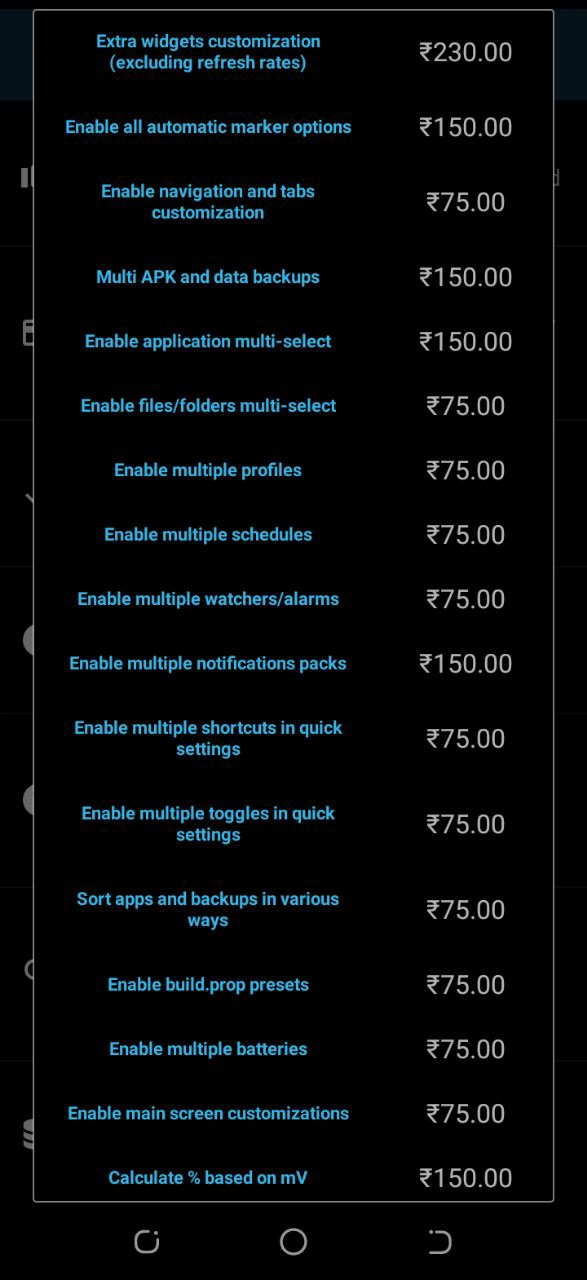 Extra widgets customization
(excluding refresh rates)
₹230.00
Enable all automatic marker options
₹150.00
Enable navigation and tabs
customization
₹75.00
Multi APK and data backups
₹150.00
Enable application multi-select
₹150.00
Enable files/folders multi-select
₹75.00
Enable multiple profiles
₹75.00
Enable multiple schedules
₹75.00
Enable multiple watchers/alarms
₹75.00
Enable multiple notifications packs
₹150.00
Enable multiple shortcuts in quick
settings
₹75.00
Enable multiple toggles in quick
settings
₹75.00
Sort apps and backups in various
ways
₹75.00
Enable build.prop presets
₹75.00
Enable multiple batteries
₹75.00
Enable main screen customizations
₹75.00
Calculate % based on mV
₹150.00